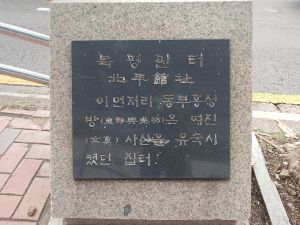 북평관터
北平館址
이언저리 동부흥성
방(東部興盛坊)은 여진
(女眞) 사신을 유숙시
켰던 집터.